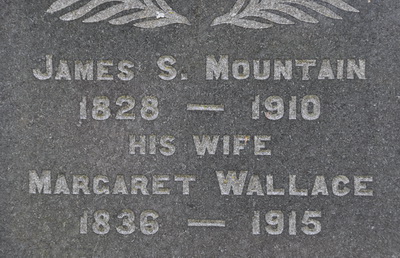 JAMES S. MOUNTAIN
1828 — 1910
HIS WIFE
MARGARET WALLACE
1836 — 1915